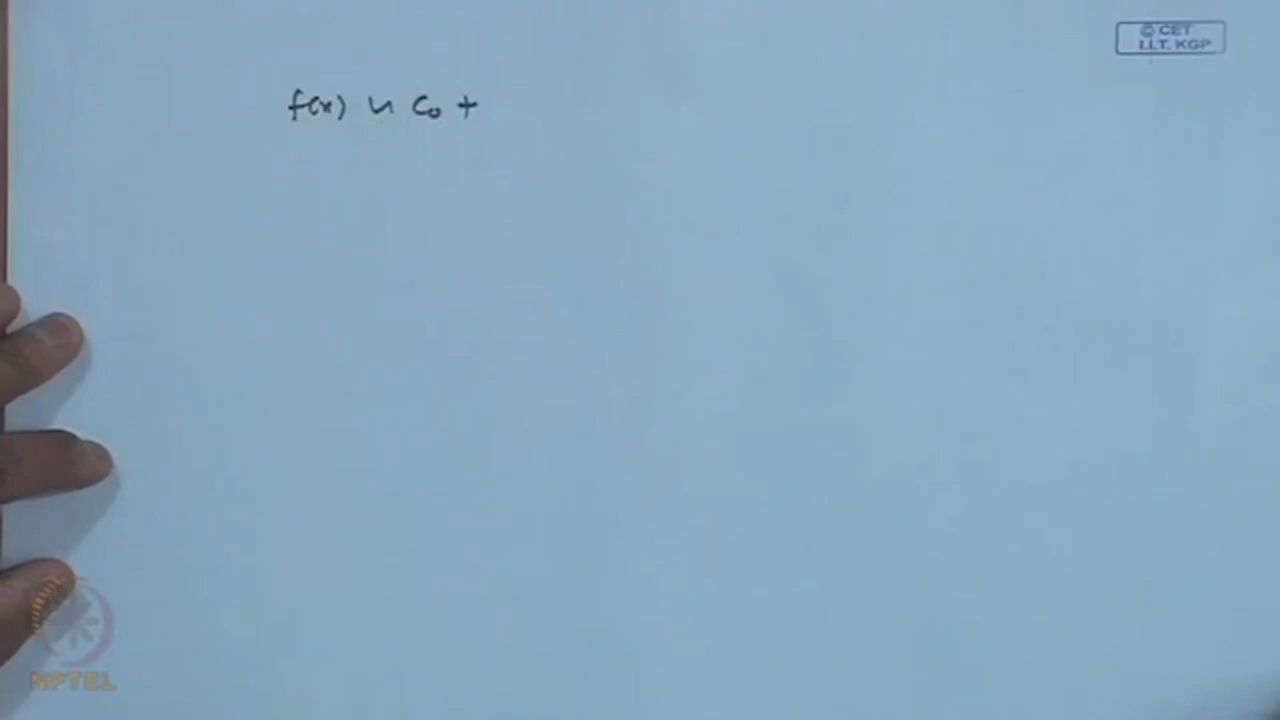 © CET
I.I.T. KGP
f(x) ∼ C₀ +
NPTEL